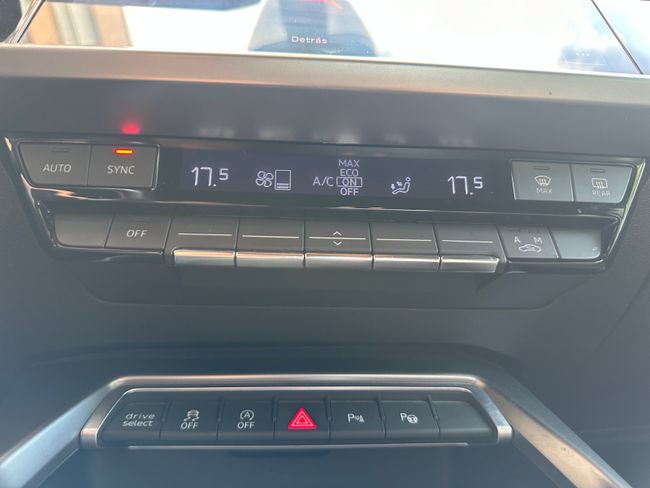 Detrás
AUTO
SYNC
17.5
A/C
MAX
ECO
ON
OFF
17.5
MAX
REAR
OFF
A M
drive
select
OFF
A
OFF
P
P